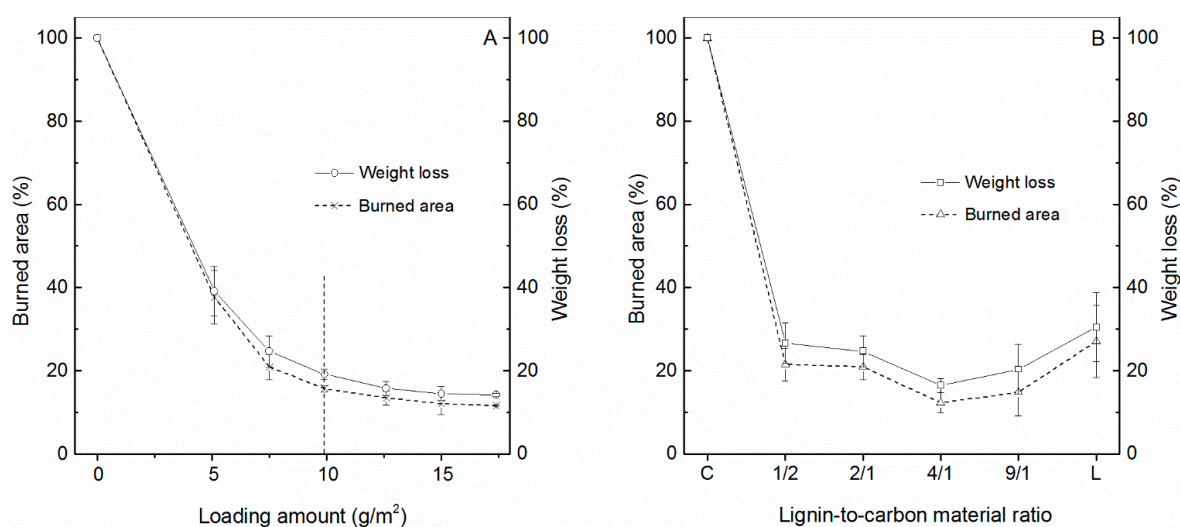 A
Burned area (%)
100
80
60
40
20
0
Weight loss
Burned area
100
80
60
40
20
0
Weight loss (%)
0 5 10 15
Loading amount (g/m²)
B
Burned area (%)
100
80
60
40
20
0
Weight loss
Burned area
100
80
60
40
20
0
Weight loss (%)
C 1/2 2/1 4/1 9/1 L
Lignin-to-carbon material ratio